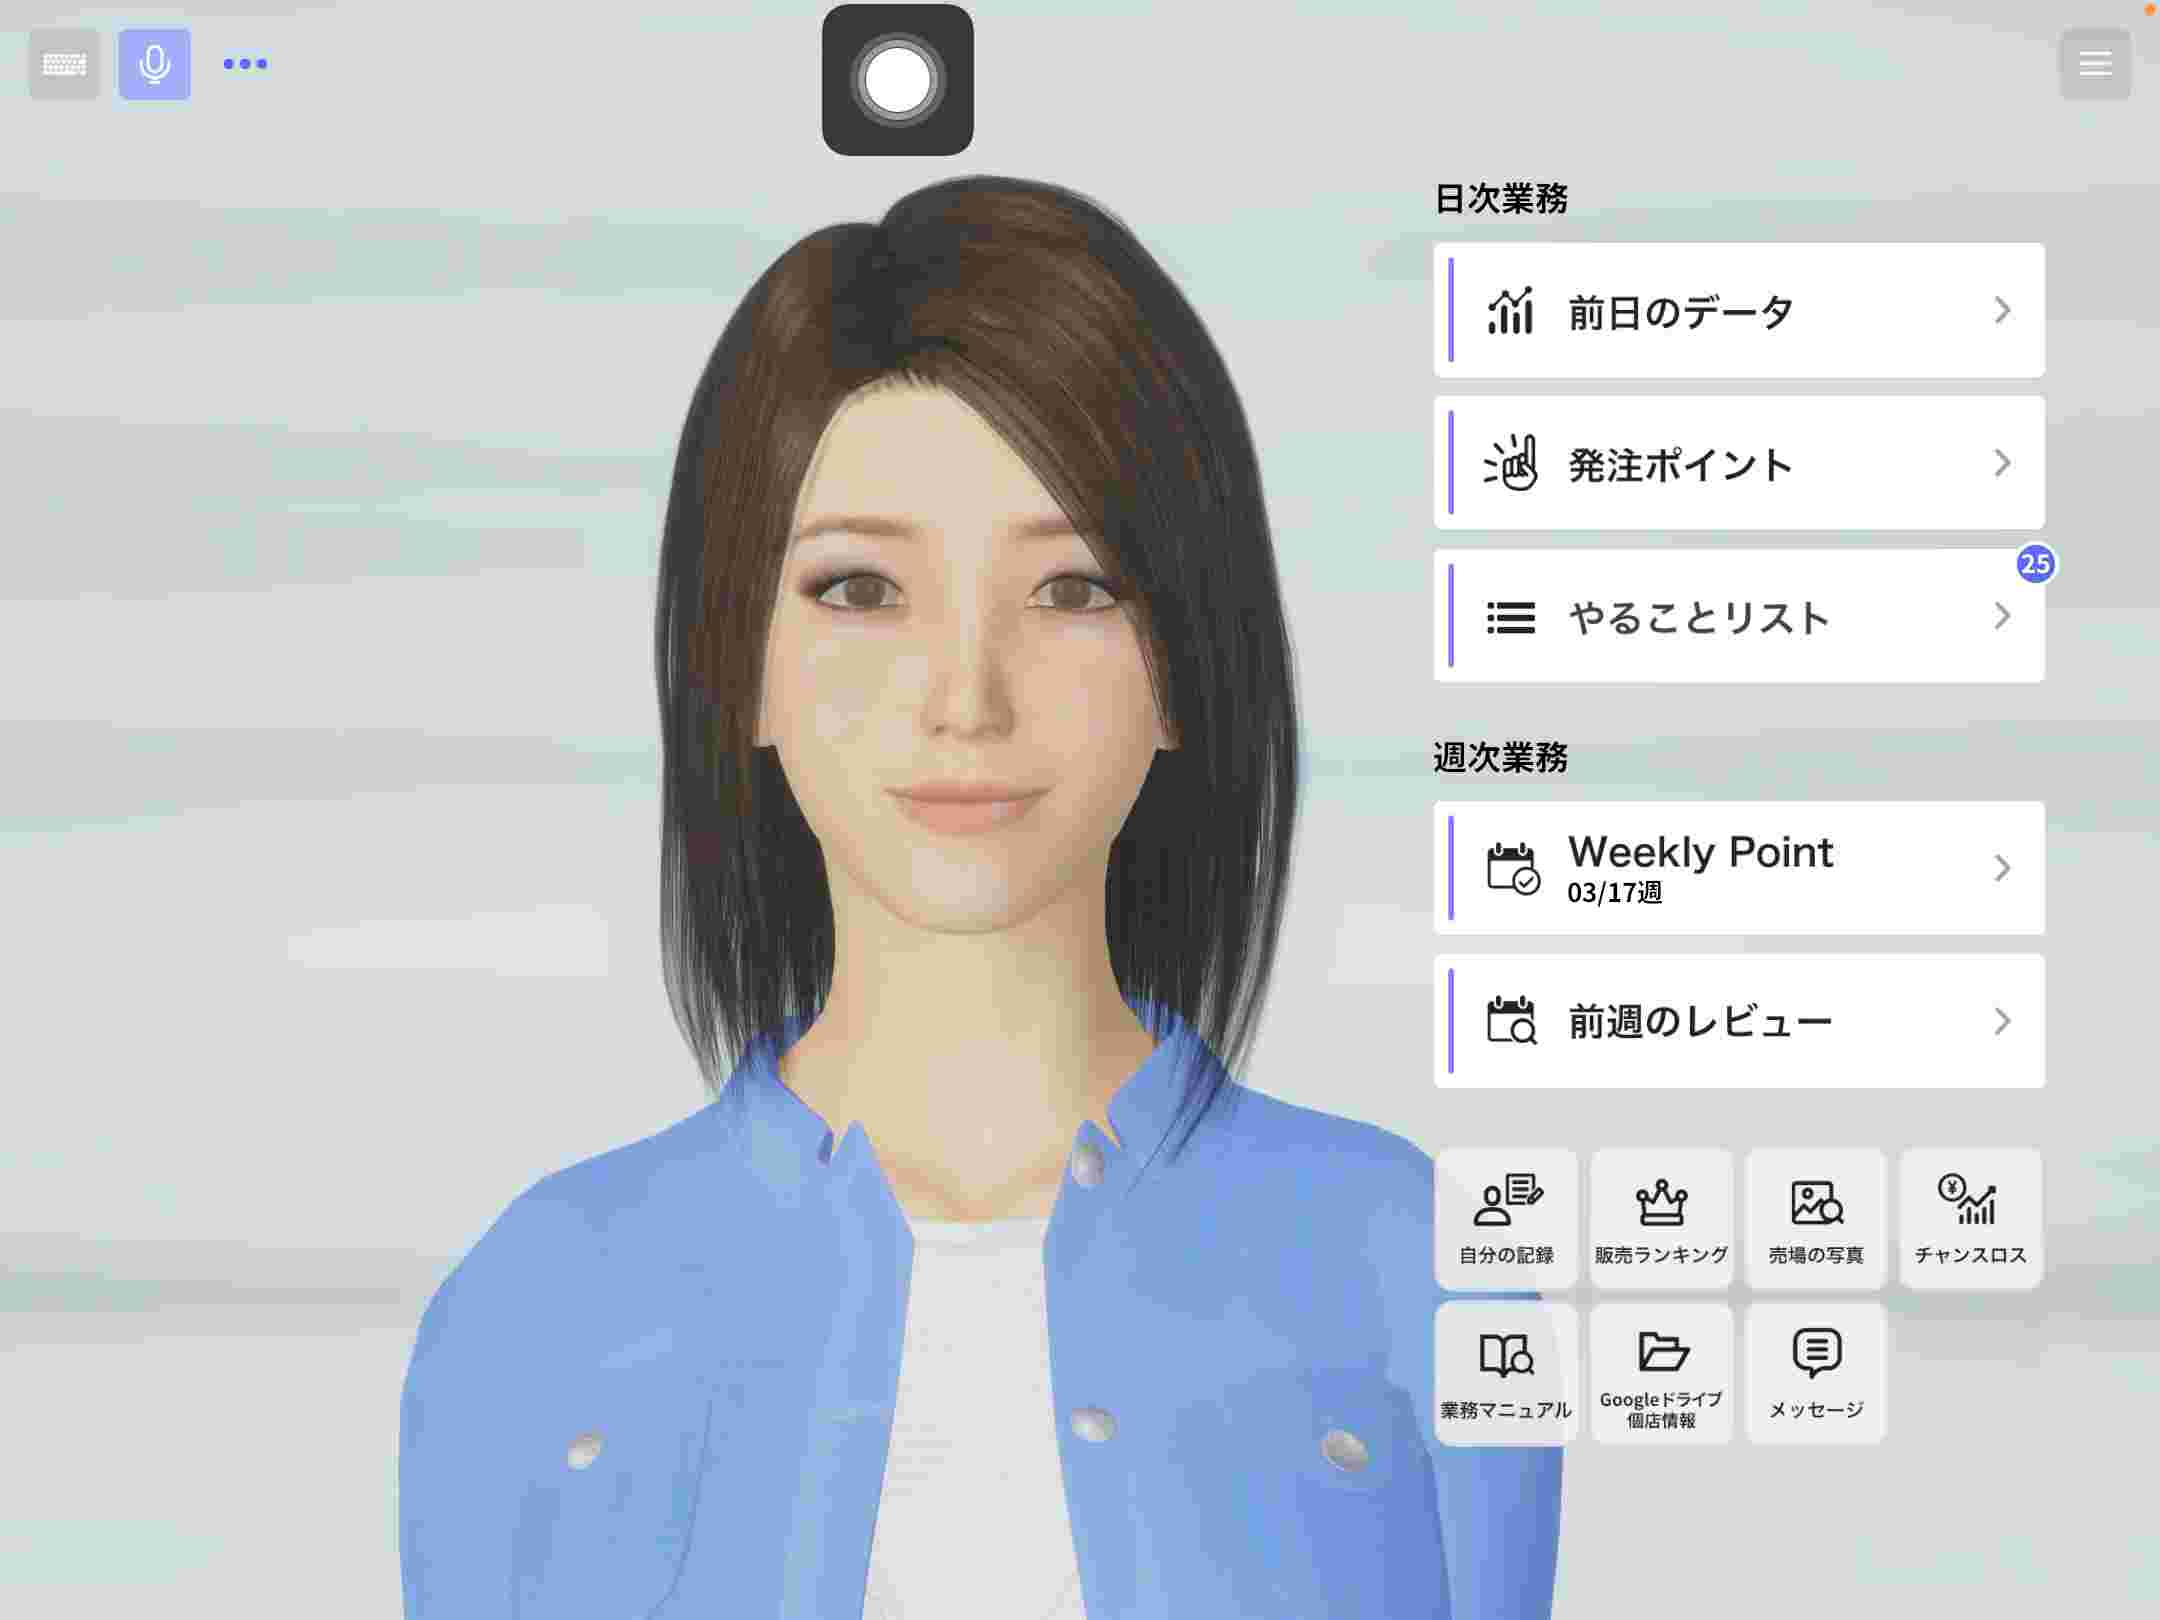 日次業務
前日のデータ
発注ポイント
25
やることリスト
週次業務
Weekly Point
03/17週
前週のレビュー
自分の記録
販売ランキング
売場の写真
チャンスロス
業務マニュアル
Googleドライブ
個店情報
メッセージ